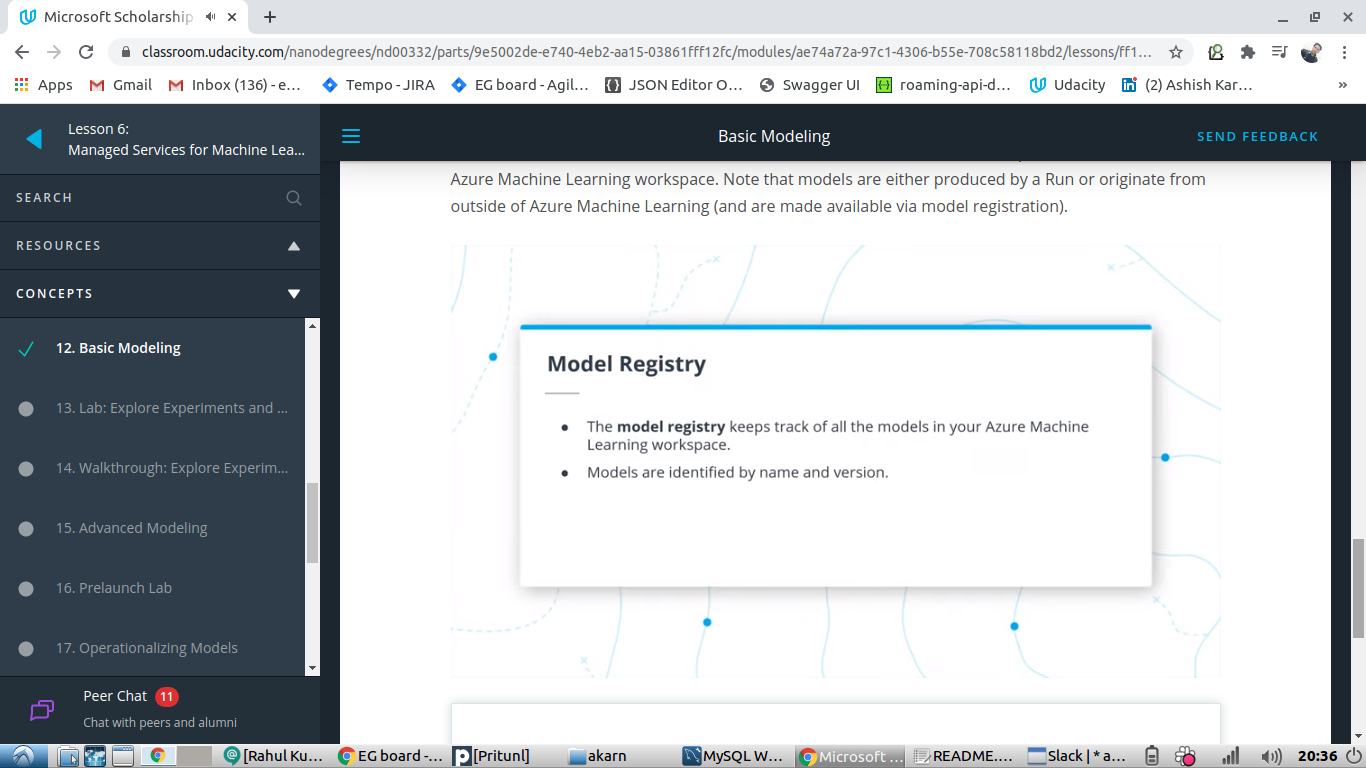 Microsoft Scholarship
classroom.udacity.com/nanodegrees/nd00332/parts/9e5002de-e740-4eb2-aa15-03861fff12fc/modules/ae74a72a-97c1-4306-b55e-708c58118bd2/lessons/ff1...
Apps Gmail Inbox (136) - e... Tempo - JIRA EG board - Agil... JSON Editor O... Swagger UI roaming-api-d... Udacity (2) Ashish Kar... »
Lesson 6:
Managed Services for Machine Lea...
Basic Modeling
SEND FEEDBACK
SEARCH
RESOURCES
CONCEPTS
12. Basic Modeling
13. Lab: Explore Experiments and ...
14. Walkthrough: Explore Experim...
15. Advanced Modeling
16. Prelaunch Lab
17. Operationalizing Models
Peer Chat 11
Chat with peers and alumni
Azure Machine Learning workspace. Note that models are either produced by a Run or originate from
outside of Azure Machine Learning (and are made available via model registration).
Model Registry
● The model registry keeps track of all the models in your Azure Machine
Learning workspace.
● Models are identified by name and version.
[Rahul Ku... EG board -... [Pritunl] akarn MySQL W... Microsoft ... README.... Slack | * a... 20:36